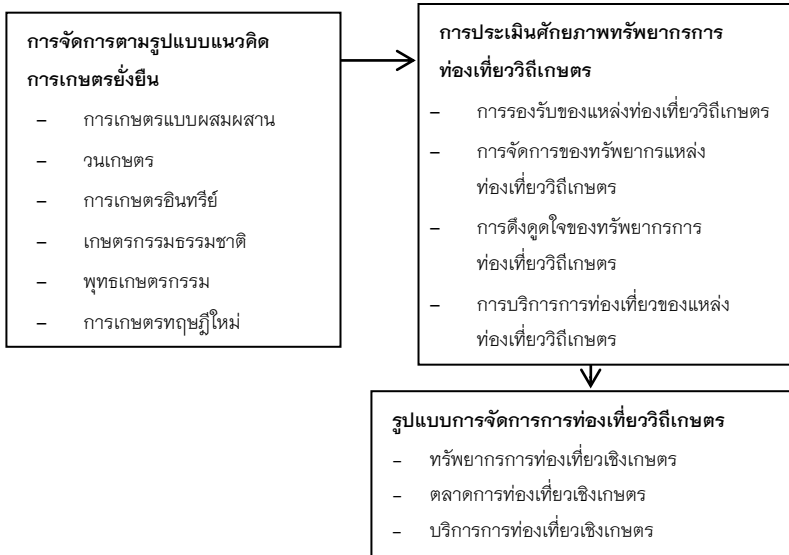 การจัดการตามรูปแบบแนวคิด
การเกษตรยั่งยืน
– การเกษตรแบบผสมผสาน
– วนเกษตร
– การเกษตรอินทรีย์
– เกษตรกรรมธรรมชาติ
– พุทธเกษตรกรรม
– การเกษตรทฤษฎีใหม่
การประเมินศักยภาพทรัพยากรการ
ท่องเที่ยววิถีเกษตร
– การรองรับของแหล่งท่องเที่ยววิถีเกษตร
– การจัดการของทรัพยากรแหล่ง
ท่องเที่ยววิถีเกษตร
– การดึงดูดใจของทรัพยากรการ
ท่องเที่ยววิถีเกษตร
– การบริการการท่องเที่ยวของแหล่ง
ท่องเที่ยววิถีเกษตร
รูปแบบการจัดการการท่องเที่ยววิถีเกษตร
- ทรัพยากรการท่องเที่ยวเชิงเกษตร
- ตลาดการท่องเที่ยวเชิงเกษตร
- บริการการท่องเที่ยวเชิงเกษตร